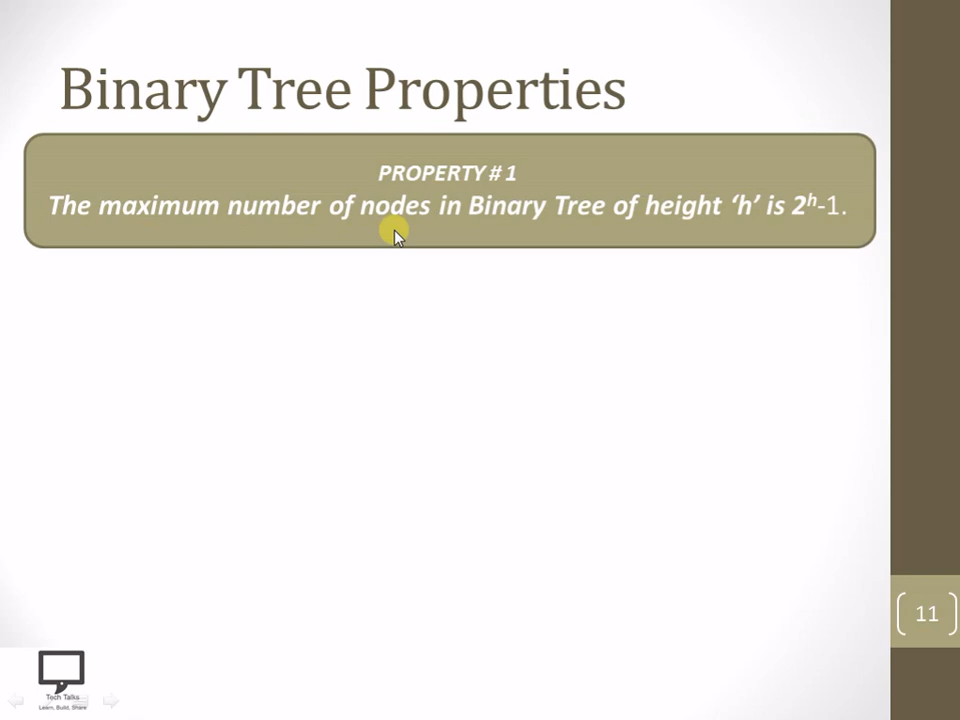 Binary Tree Properties
PROPERTY # 1
The maximum number of nodes in Binary Tree of height ‘h’ is 2ʰ-1.
11
Tech Talks
Learn, Build, Share